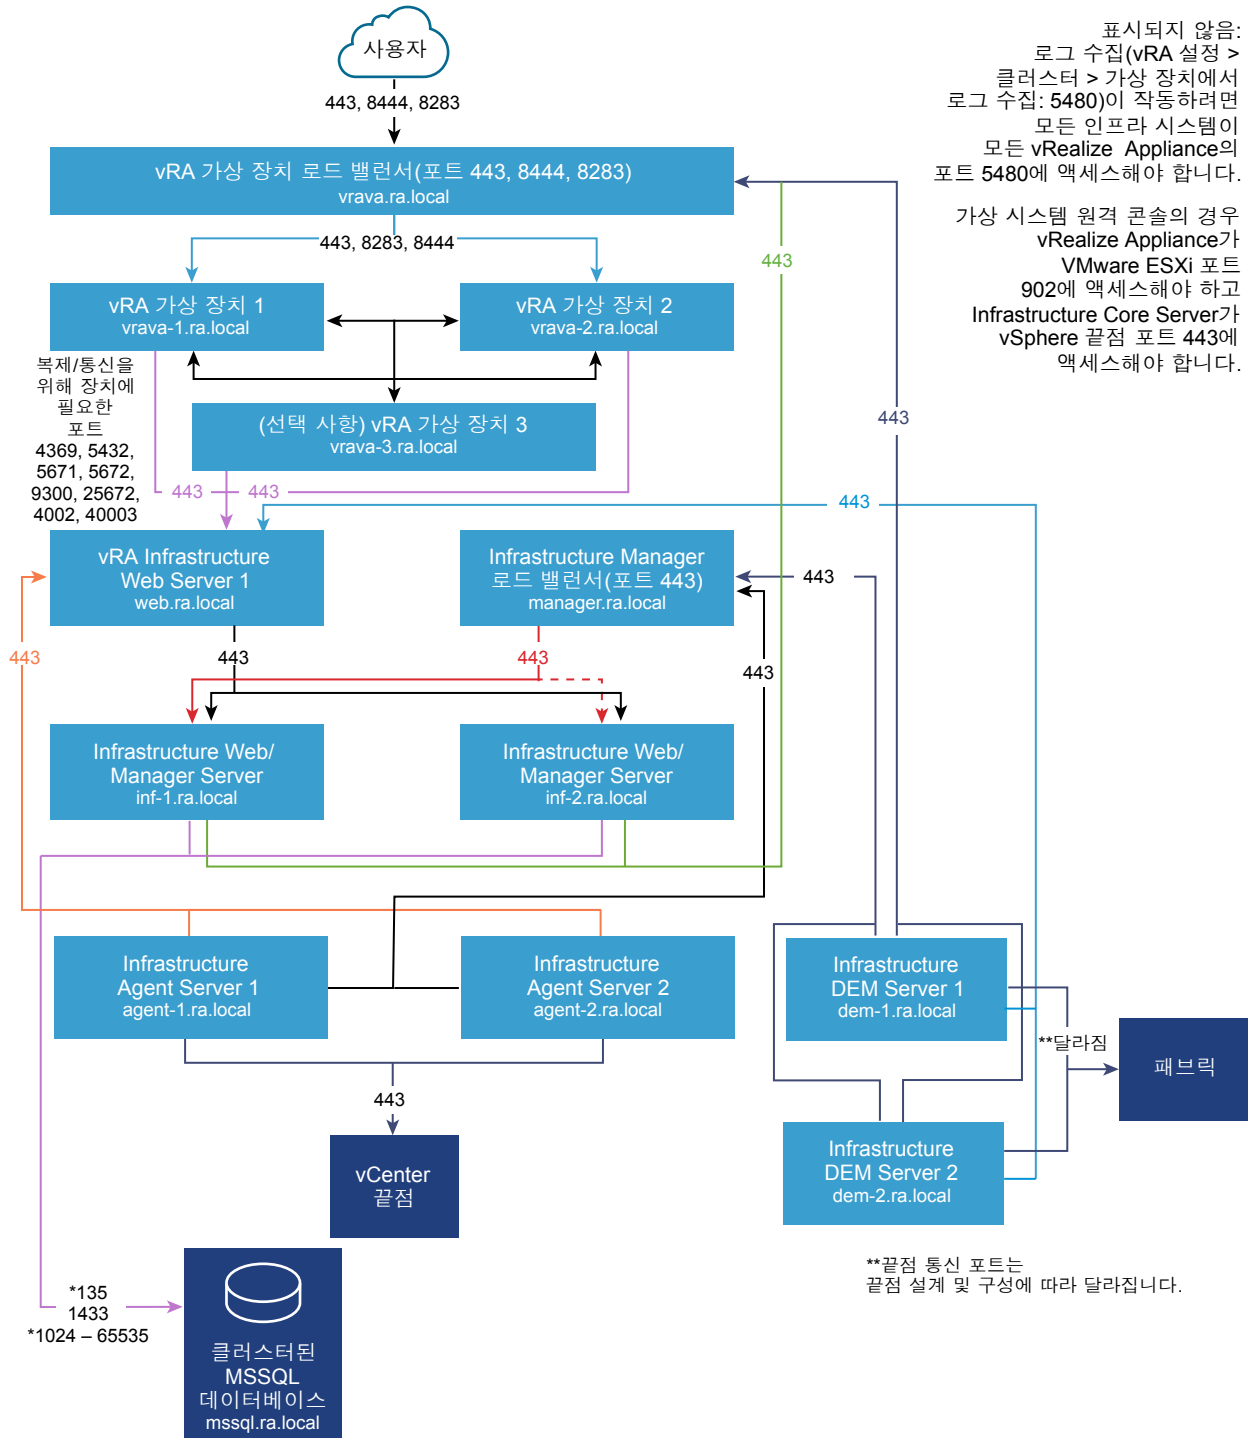 사용자
443, 8444, 8283
vRA 가상 장치 로드 밸런서(포트 443, 8444, 8283)
vrava.ra.local
443, 8283, 8444
vRA 가상 장치 1
vrava-1.ra.local
vRA 가상 장치 2
vrava-2.ra.local
복제/통신을
위해 장치에
필요한
포트
4369, 5432,
5671, 5672,
9300, 25672,
4002, 40003
(선택 사항) vRA 가상 장치 3
vrava-3.ra.local
443
443
443
443
443
표시되지 않음:
로그 수집(vRA 설정 >
클러스터 > 가상 장치에서
로그 수집: 5480)이 작동하려면
모든 인프라 시스템이
모든 vRealize Appliance의
포트 5480에 액세스해야 합니다.
가상 시스템 원격 콘솔의 경우
vRealize Appliance가
VMware ESXi 포트
902에 액세스해야 하고
Infrastructure Core Server가
vSphere 끝점 포트 443에
액세스해야 합니다.
vRA Infrastructure
Web Server 1
web.ra.local
Infrastructure Manager
로드 밸런서(포트 443)
manager.ra.local
443
443
443
443
443
Infrastructure Web/
Manager Server
inf-1.ra.local
Infrastructure Web/
Manager Server
inf-2.ra.local
Infrastructure
Agent Server 1
agent-1.ra.local
Infrastructure
Agent Server 2
agent-2.ra.local
Infrastructure
DEM Server 1
dem-1.ra.local
**달라짐
패브릭
443
vCenter
끝점
Infrastructure
DEM Server 2
dem-2.ra.local
**끝점 통신 포트는
끝점 설계 및 구성에 따라 달라집니다.
*135
1433
*1024 – 65535
클러스터된
MSSQL
데이터베이스
mssql.ra.local